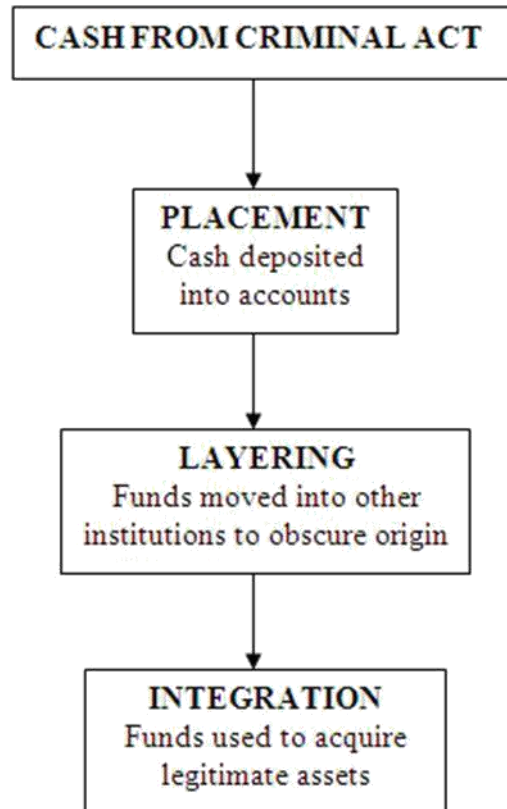 CASH FROM CRIMINAL ACT
PLACEMENT
Cash deposited
into accounts
LAYERING
Funds moved into other
institutions to obscure origin
INTEGRATION
Funds used to acquire
legitimate assets